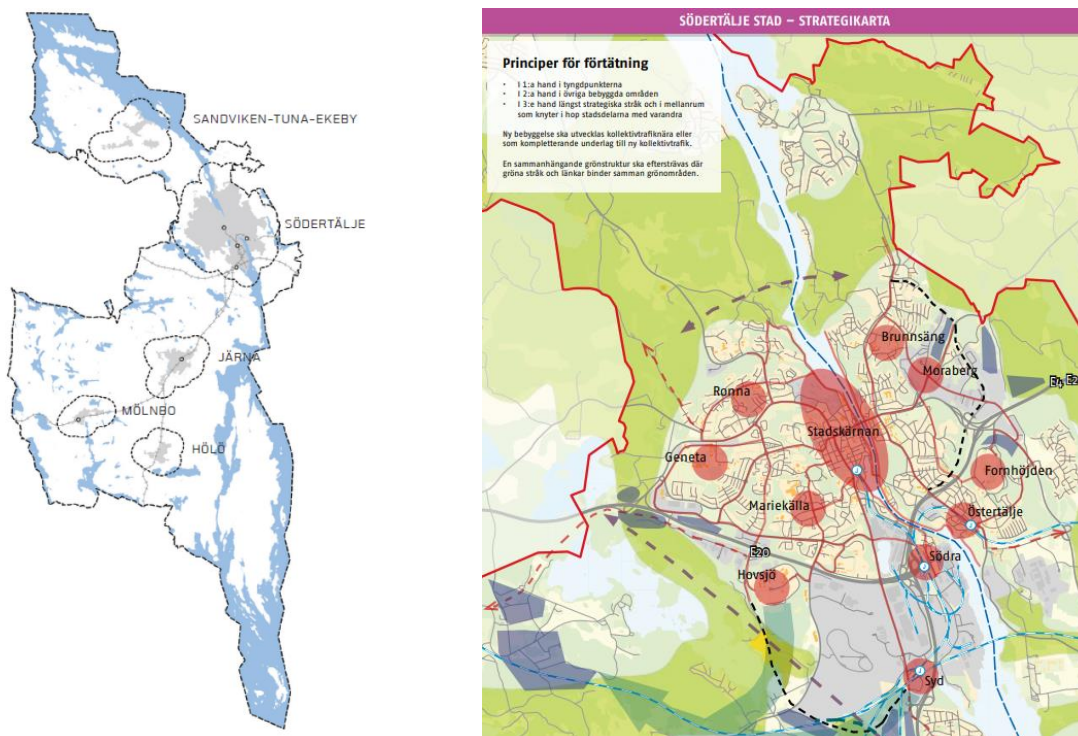 SANDVIKEN-TUNA-EKEBY
SÖDERTÄLJE
JÄRNA
MÖLNBO
HÖLÖ
SÖDERTÄLJE STAD – STRATEGIKARTA
Principer för förtätning
• I 1:a hand i tyngdpunkterna
• I 2:a hand i övriga bebyggda områden
• I 3:e hand längst strategiska stråk och i mellanrum
som knyter i hop stadsdelarna med varandra
Ny bebyggelse ska utvecklas kollektivtrafiknära eller
som kompletterande underlag till ny kollektivtrafik.
En sammanhängande grönstruktur ska eftersträvas där
gröna stråk och länkar binder samman grönområden.
Brunnsäng
Moraberg
E4 E2
Ronna
Stadskärnan
Geneta
Fornhöjden
Mariekälla
Östertälje
E20
Södra
Hovsjö
Syd